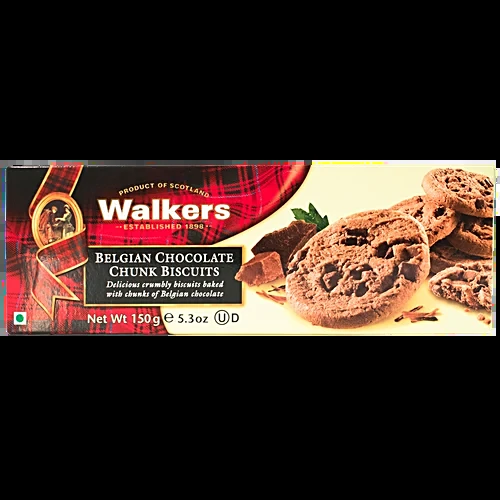 PRODUCT OF SCOTLAND
Walkers
ESTABLISHED 1898
BELGIAN CHOCOLATE
CHUNK BISCUITS
Delicious crumbly biscuits baked
with chunks of Belgian chocolate
Net Wt 150g ℮ 5.3oz Ⓤ D